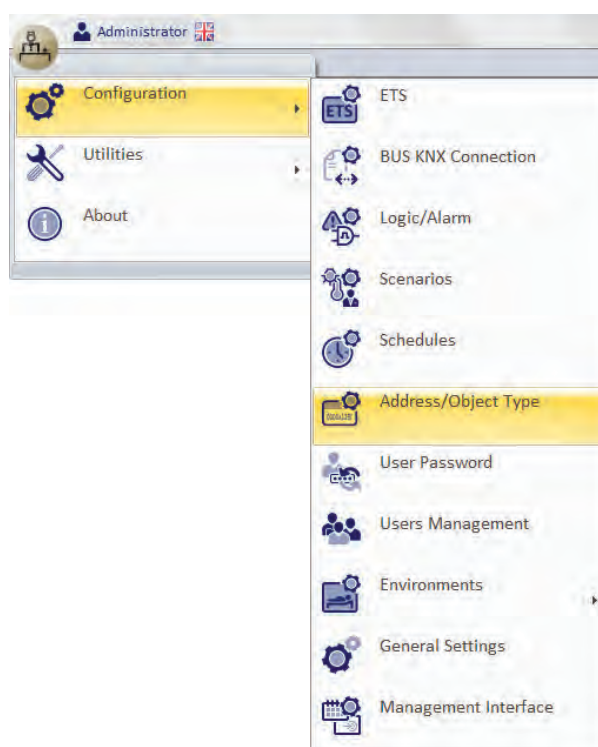 Administrator
Configuration
Utilities
About
ETS
ETS
BUS KNX Connection
Logic/Alarm
Scenarios
Schedules
Address/Object Type
User Password
Users Management
Environments
General Settings
Management Interface